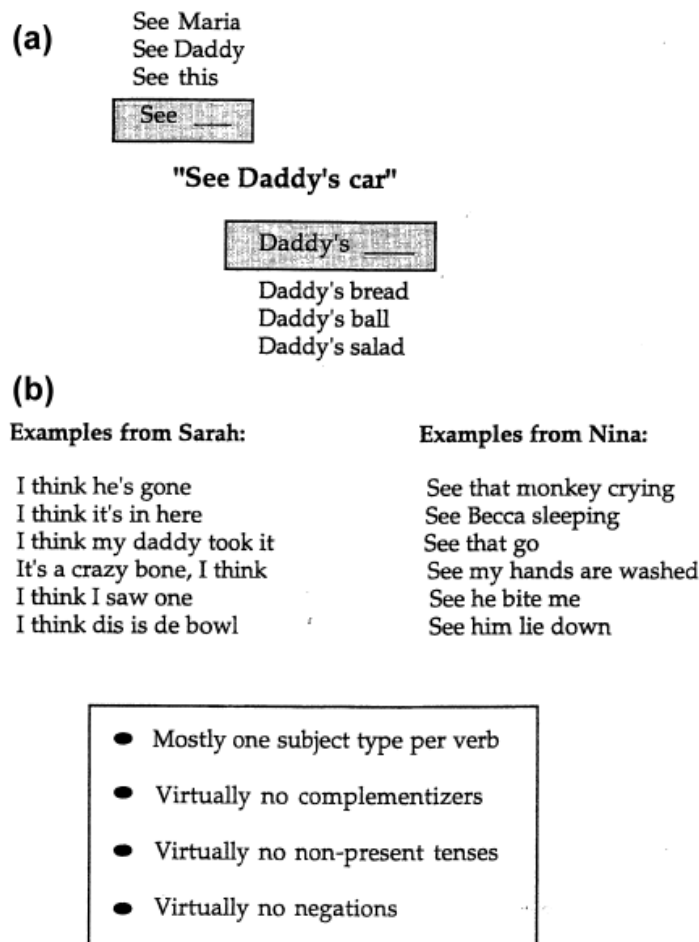 (a)
See Maria
See Daddy
See this
See ____
"See Daddy's car"
Daddy's ____
Daddy's bread
Daddy's ball
Daddy's salad
(b)
Examples from Sarah:
I think he's gone
I think it's in here
I think my daddy took it
It's a crazy bone, I think
I think I saw one
I think dis is de bowl
Examples from Nina:
See that monkey crying
See Becca sleeping
See that go
See my hands are washed
See he bite me
See him lie down
● Mostly one subject type per verb
● Virtually no complementizers
● Virtually no non-present tenses
● Virtually no negations